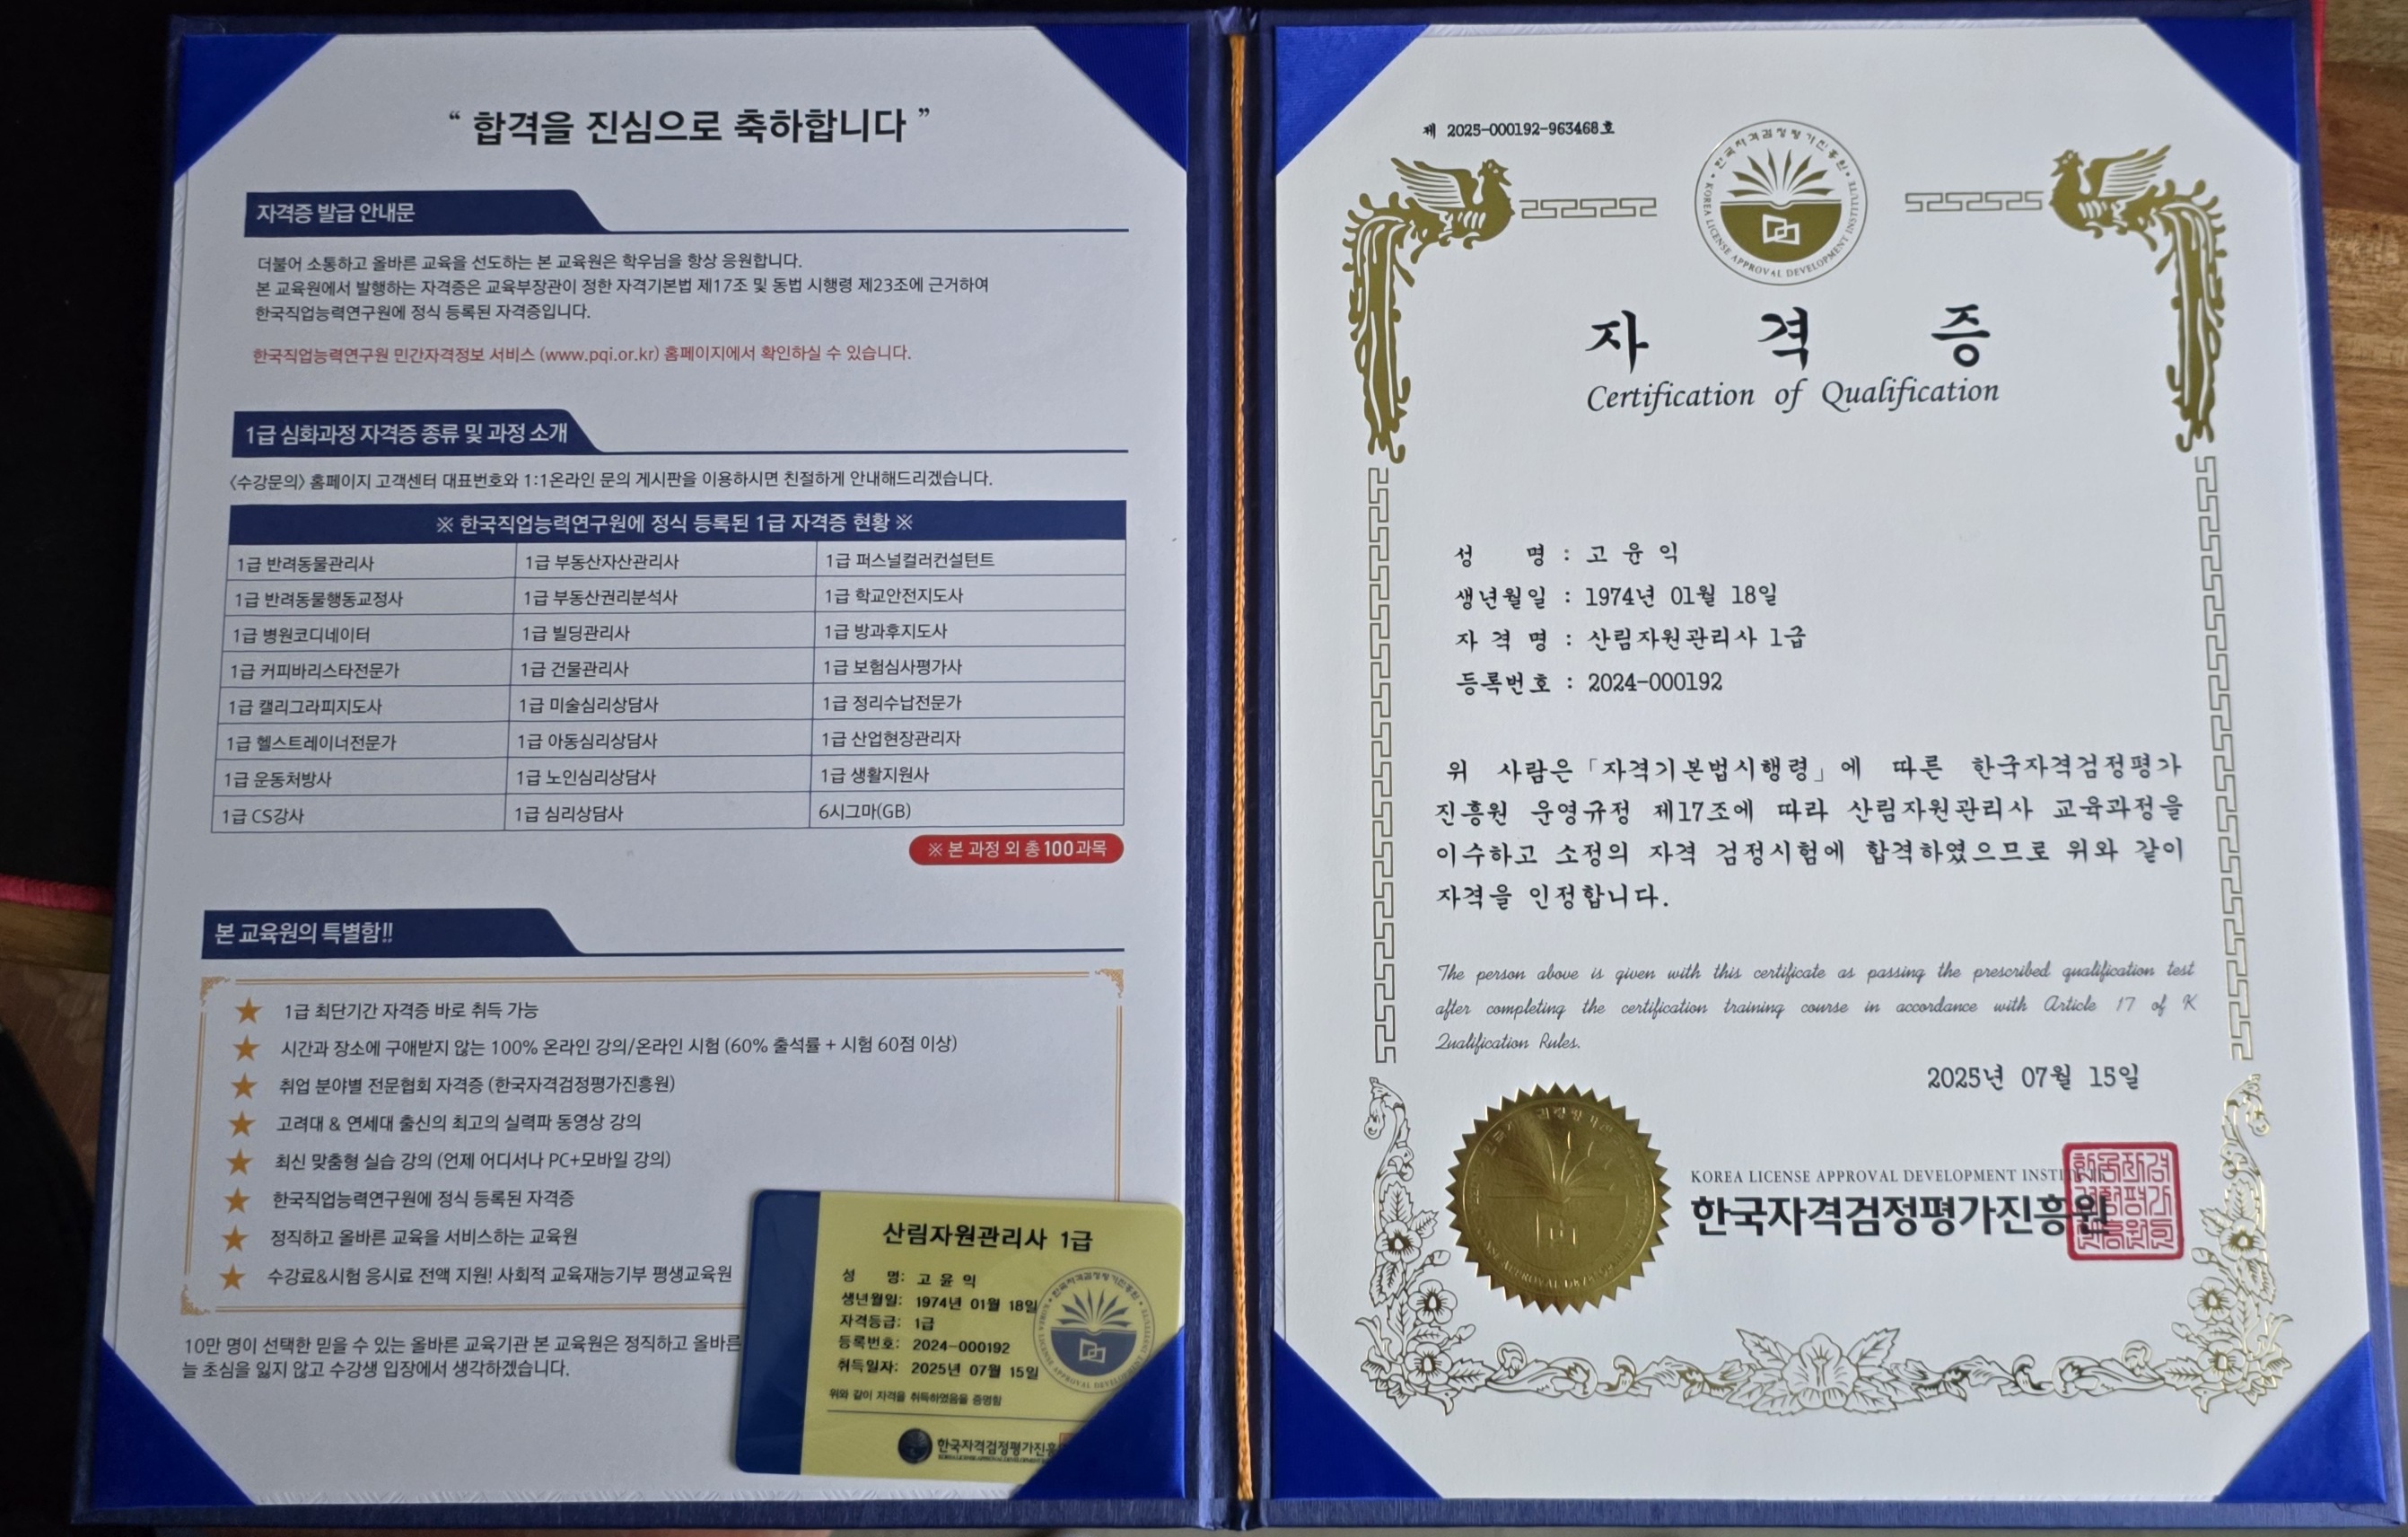 “ 합격을 진심으로 축하합니다 ”
자격증 발급 안내문
더불어 소통하고 올바른 교육을 선도하는 본 교육원은 학우님을 항상 응원합니다.
본 교육원에서 발행하는 자격증은 교육부장관이 정한 자격기본법 제17조 및 동법 시행령 제23조에 근거하여
한국직업능력연구원에 정식 등록된 자격증입니다.
한국직업능력연구원 민간자격정보 서비스 (www.pqi.or.kr) 홈페이지에서 확인하실 수 있습니다.
1급 심화과정 자격증 종류 및 과정 소개
<수강문의> 홈페이지 고객센터 대표번호와 1:1온라인 문의 게시판을 이용하시면 친절하게 안내해드리겠습니다.
※ 한국직업능력연구원에 정식 등록된 1급 자격증 현황 ※
1급 반려동물관리사 1급 부동산자산관리사 1급 퍼스널컬러컨설턴트
1급 반려동물행동교정사 1급 부동산권리분석사 1급 학교안전지도사
1급 병원코디네이터 1급 빌딩관리사 1급 방과후지도사
1급 커피바리스타전문가 1급 건물관리사 1급 보험심사평가사
1급 캘리그라피지도사 1급 미술심리상담사 1급 정리수납전문가
1급 헬스트레이너전문가 1급 아동심리상담사 1급 산업현장관리자
1급 운동처방사 1급 노인심리상담사 1급 생활지원사
1급 CS강사 1급 심리상담사 6시그마(GB)
※ 본 과정 외 총 100과목
본 교육원의 특별함!!
★ 1급 최단기간 자격증 바로 취득 가능
★ 시간과 장소에 구애받지 않는 100% 온라인 강의/온라인 시험 (60% 출석률 + 시험 60점 이상)
★ 취업 분야별 전문협회 자격증 (한국자격검정평가진흥원)
★ 고려대 & 연세대 출신의 최고의 실력파 동영상 강의
★ 최신 맞춤형 실습 강의 (언제 어디서나 PC+모바일 강의)
★ 한국직업능력연구원에 정식 등록된 자격증
★ 정직하고 올바른 교육을 서비스하는 교육원
★ 수강료&시험 응시료 전액 지원! 사회적 교육재능기부 평생교육원
10만 명이 선택한 믿을 수 있는 올바른 교육기관 본 교육원은 정직하고 올바른
늘 초심을 잃지 않고 수강생 입장에서 생각하겠습니다.
산림자원관리사 1급
성 명: 고 윤 익
생년월일: 1974년 01월 18일
자격등급: 1급
등록번호: 2024-000192
취득일자: 2025년 07월 15일
위와 같이 자격을 취득하였음을 증명함
한국자격검정평가진흥
제 2025-000192-963468호
한국자격검정평가진흥원
KOREA LICENSE APPROVAL DEVELOPMENT INSTITUTE
자 격 증
Certification of Qualification
성 명 : 고 윤 익
생년월일 : 1974년 01월 18일
자 격 명 : 산림자원관리사 1급
등록번호 : 2024-000192
위 사람은 「자격기본법시행령」에 따른 한국자격검정평가
진흥원 운영규정 제17조에 따라 산림자원관리사 교육과정을
이수하고 소정의 자격 검정시험에 합격하였으므로 위와 같이
자격을 인정합니다.
The person above is given with this certificate as passing the prescribed qualification test
after completing the certification training course in accordance with Article 17 of K
Qualification Rules.
2025년 07월 15일
KOREA LICENSE APPROVAL DEVELOPMENT INSTITUTE
한국자격검정평가진흥원